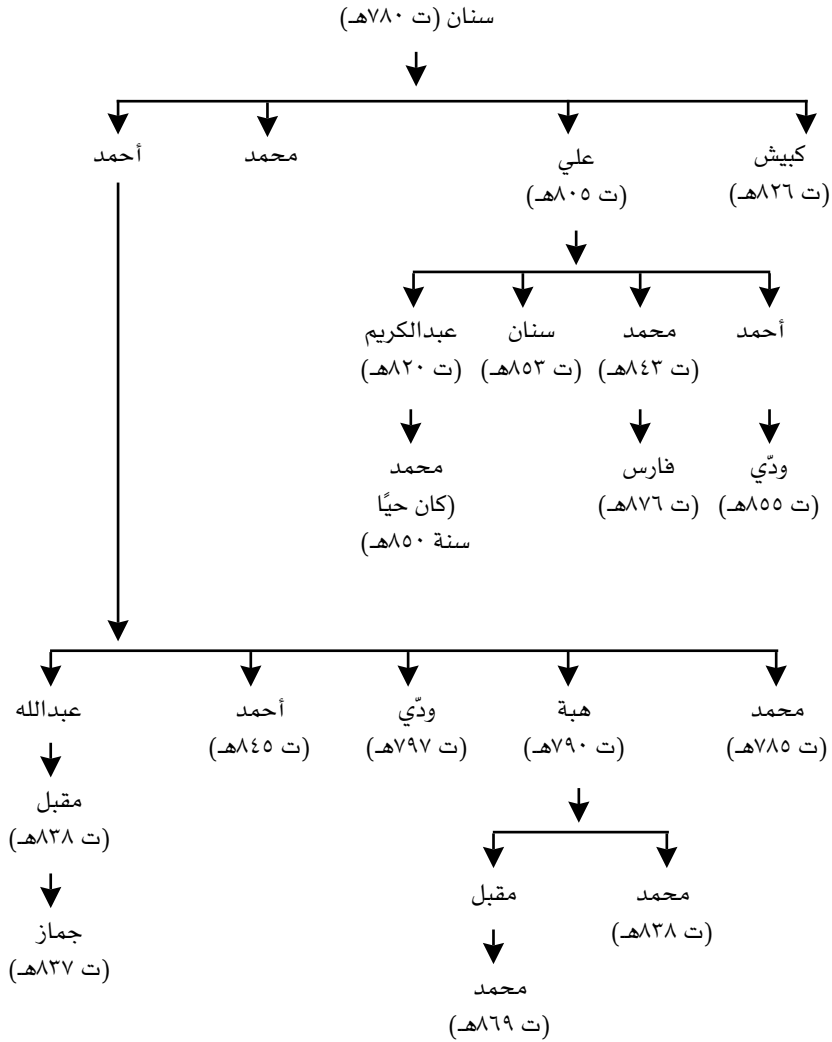 سنان (ت ٧٨٠هـ)
كبيش
(ت ٨٢٦هـ)
علي
(ت ٨٠٥هـ)
محمد
أحمد
أحمد
محمد
(ت ٨٤٣هـ)
سنان
(ت ٨٥٣هـ)
عبدالكريم
(ت ٨٢٠هـ)
ودّي
(ت ٨٥٥هـ)
فارس
(ت ٨٧٦هـ)
محمد
(كان حيًا
سنة ٨٥٠هـ)
محمد
(ت ٧٨٥هـ)
هبة
(ت ٧٩٠هـ)
ودّي
(ت ٧٩٧هـ)
أحمد
(ت ٨٤٥هـ)
عبدالله
مقبل
(ت ٨٣٨هـ)
جماز
(ت ٨٣٧هـ)
محمد
(ت ٨٣٨هـ)
مقبل
محمد
(ت ٨٦٩هـ)